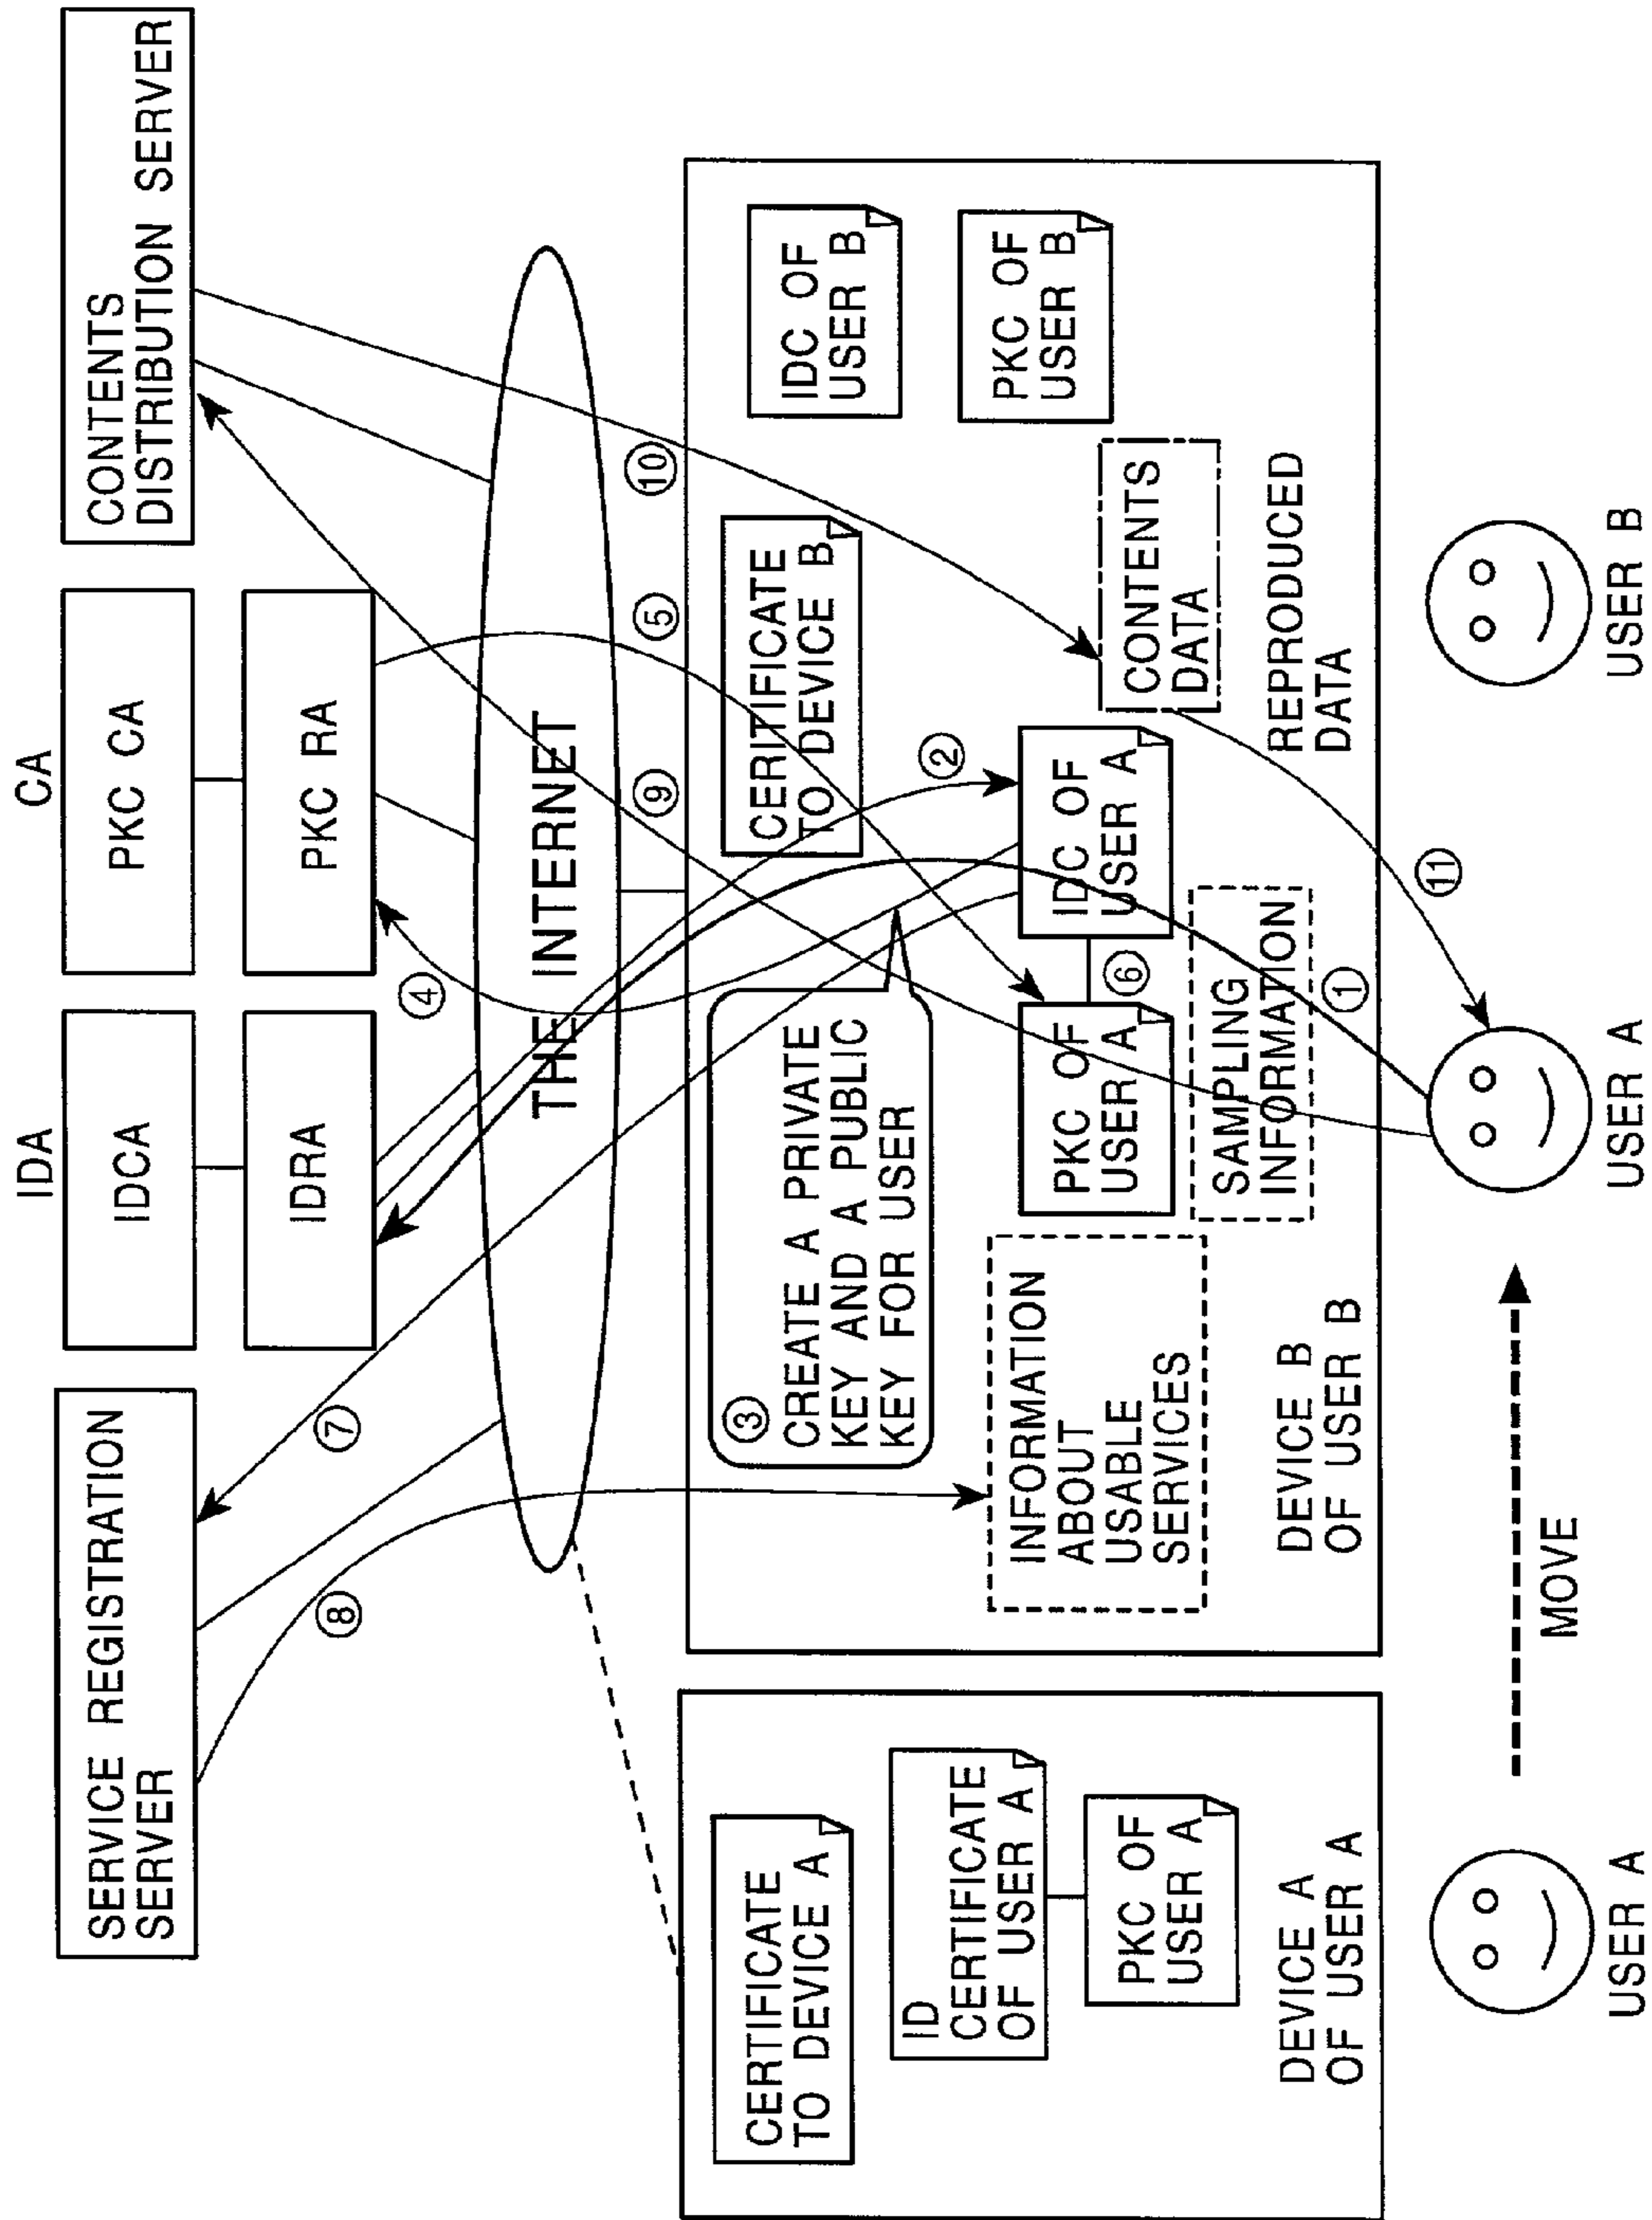 SERVICE REGISTRATION
SERVER
IDA
IDCA
IDRA
CA
PKC CA
PKC RA
CONTENTS
DISTRIBUTION SERVER
⑧
⑦
④
THE INTERNET
⑨
⑤
⑩
CERTIFICATE
TO DEVICE A
ID
CERTIFICATE
OF USER A
PKC OF
USER A
DEVICE A
OF USER A
③
CREATE A PRIVATE
KEY AND A PUBLIC
KEY FOR USER
CERITIFICATE
TO DEVICE B
IDC OF
USER B
PKC OF
USER B
②
INFORMATION
ABOUT
USABLE
SERVICES
PKC OF
USER A
⑥
IDC OF
USER A
CONTENTS
DATA
SAMPLING
INFORMATION
DEVICE B
OF USER B
REPRODUCED
DATA
①
⑪
USER A
MOVE
USER A
USER B